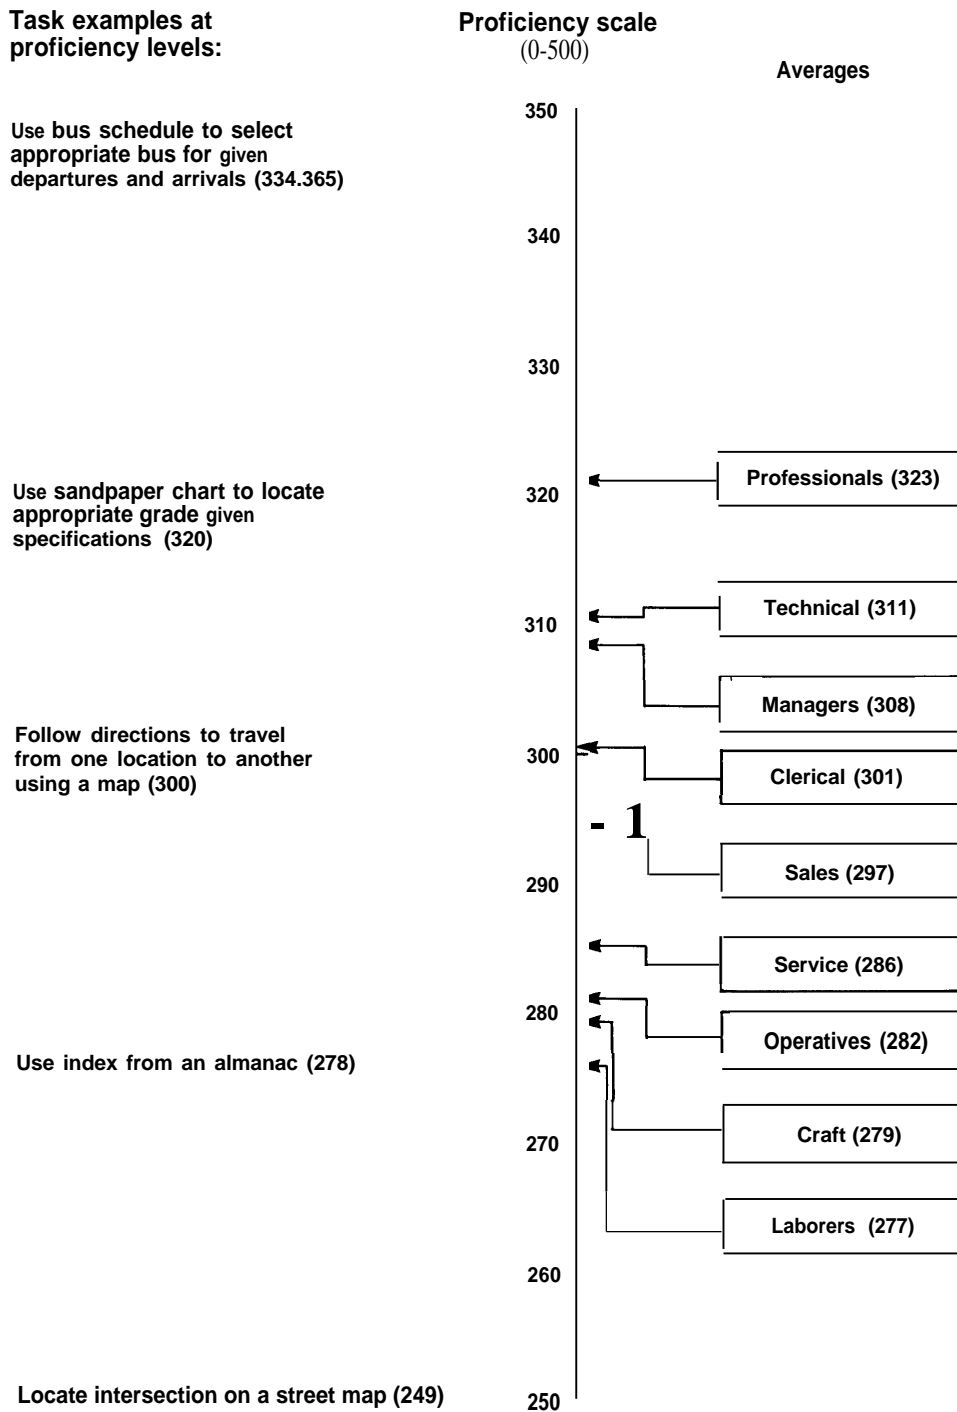 Task examples at
proficiency levels:
Proficiency scale
(0-500)
Averages
350
Use bus schedule to select
appropriate bus for given
departures and arrivals (334.365)
340
330
Use sandpaper chart to locate
appropriate grade given
specifications (320)
320
Professionals (323)
310
Technical (311)
Managers (308)
Follow directions to travel
from one location to another
using a map (300)
300
Clerical (301)
- 1
290
Sales (297)
Service (286)
280
Operatives (282)
Use index from an almanac (278)
270
Craft (279)
Laborers (277)
260
Locate intersection on a street map (249)
250